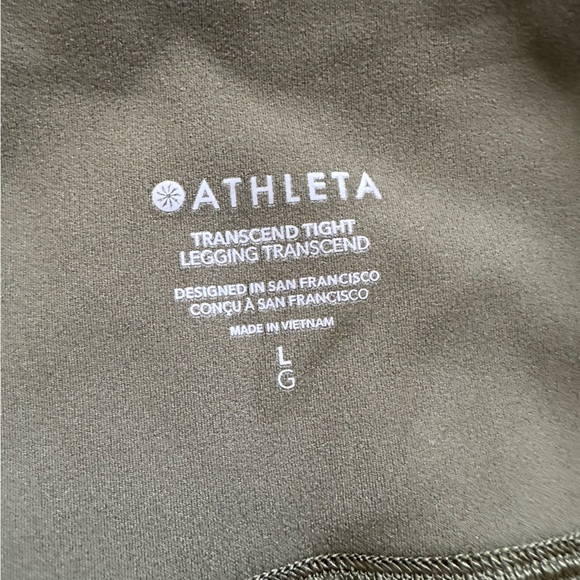 ATHLETA
TRANSCEND TIGHT
LEGGING TRANSCEND
DESIGNED IN SAN FRANCISCO
CONÇU À SAN FRANCISCO
MADE IN VIETNAM
L
G